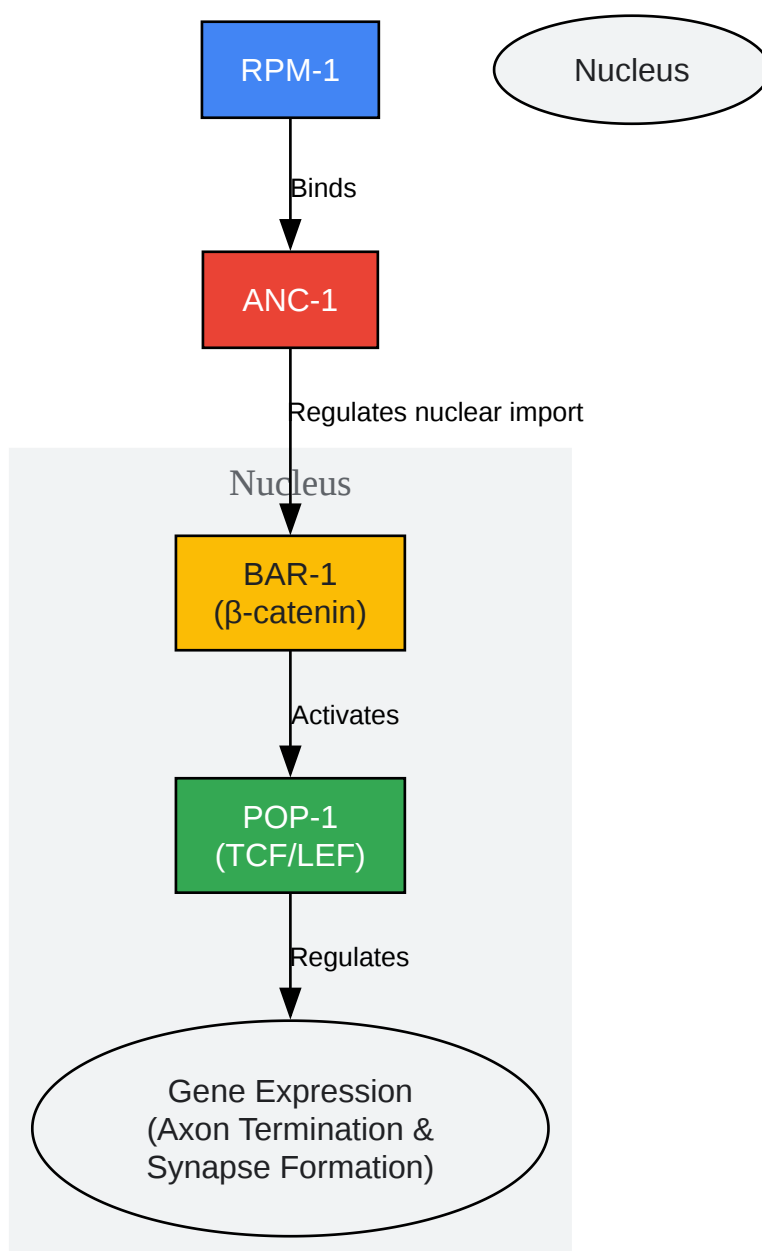 RPM-1
Nucleus
Binds
ANC-1
Regulates nuclear import
Nucleus
BAR-1
(β-catenin)
Activates
POP-1
(TCF/LEF)
Regulates
Gene Expression
(Axon Termination &
Synapse Formation)